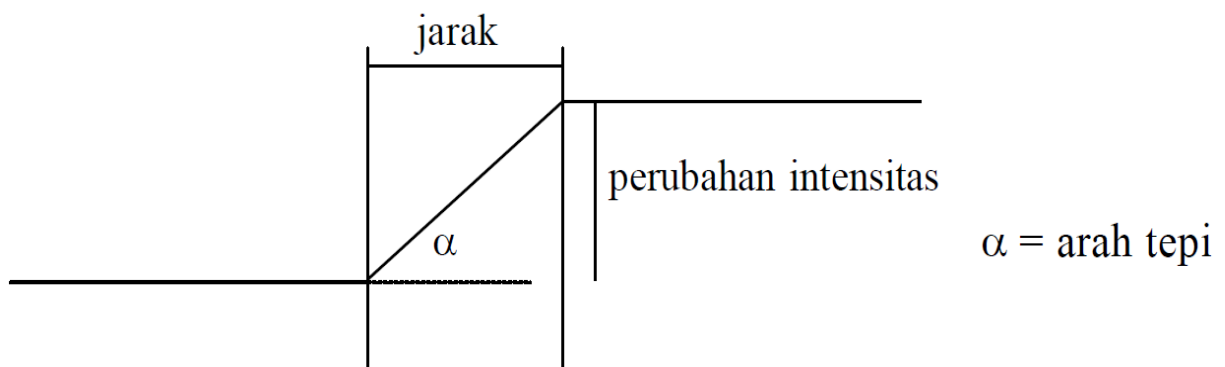 jarak
perubahan intensitas
α
α = arah tepi